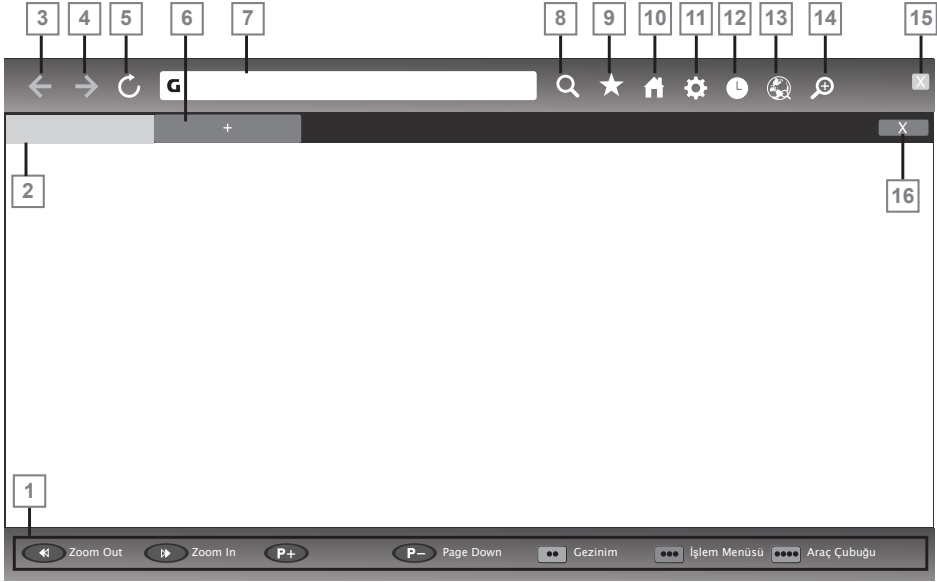 3 4 5 6 7 8 9 10 11 12 13 14 15
G X
+ X
2 16
1
Zoom Out Zoom In P+ P− Page Down Gezinim İşlem Menüsü Araç Çubuğu